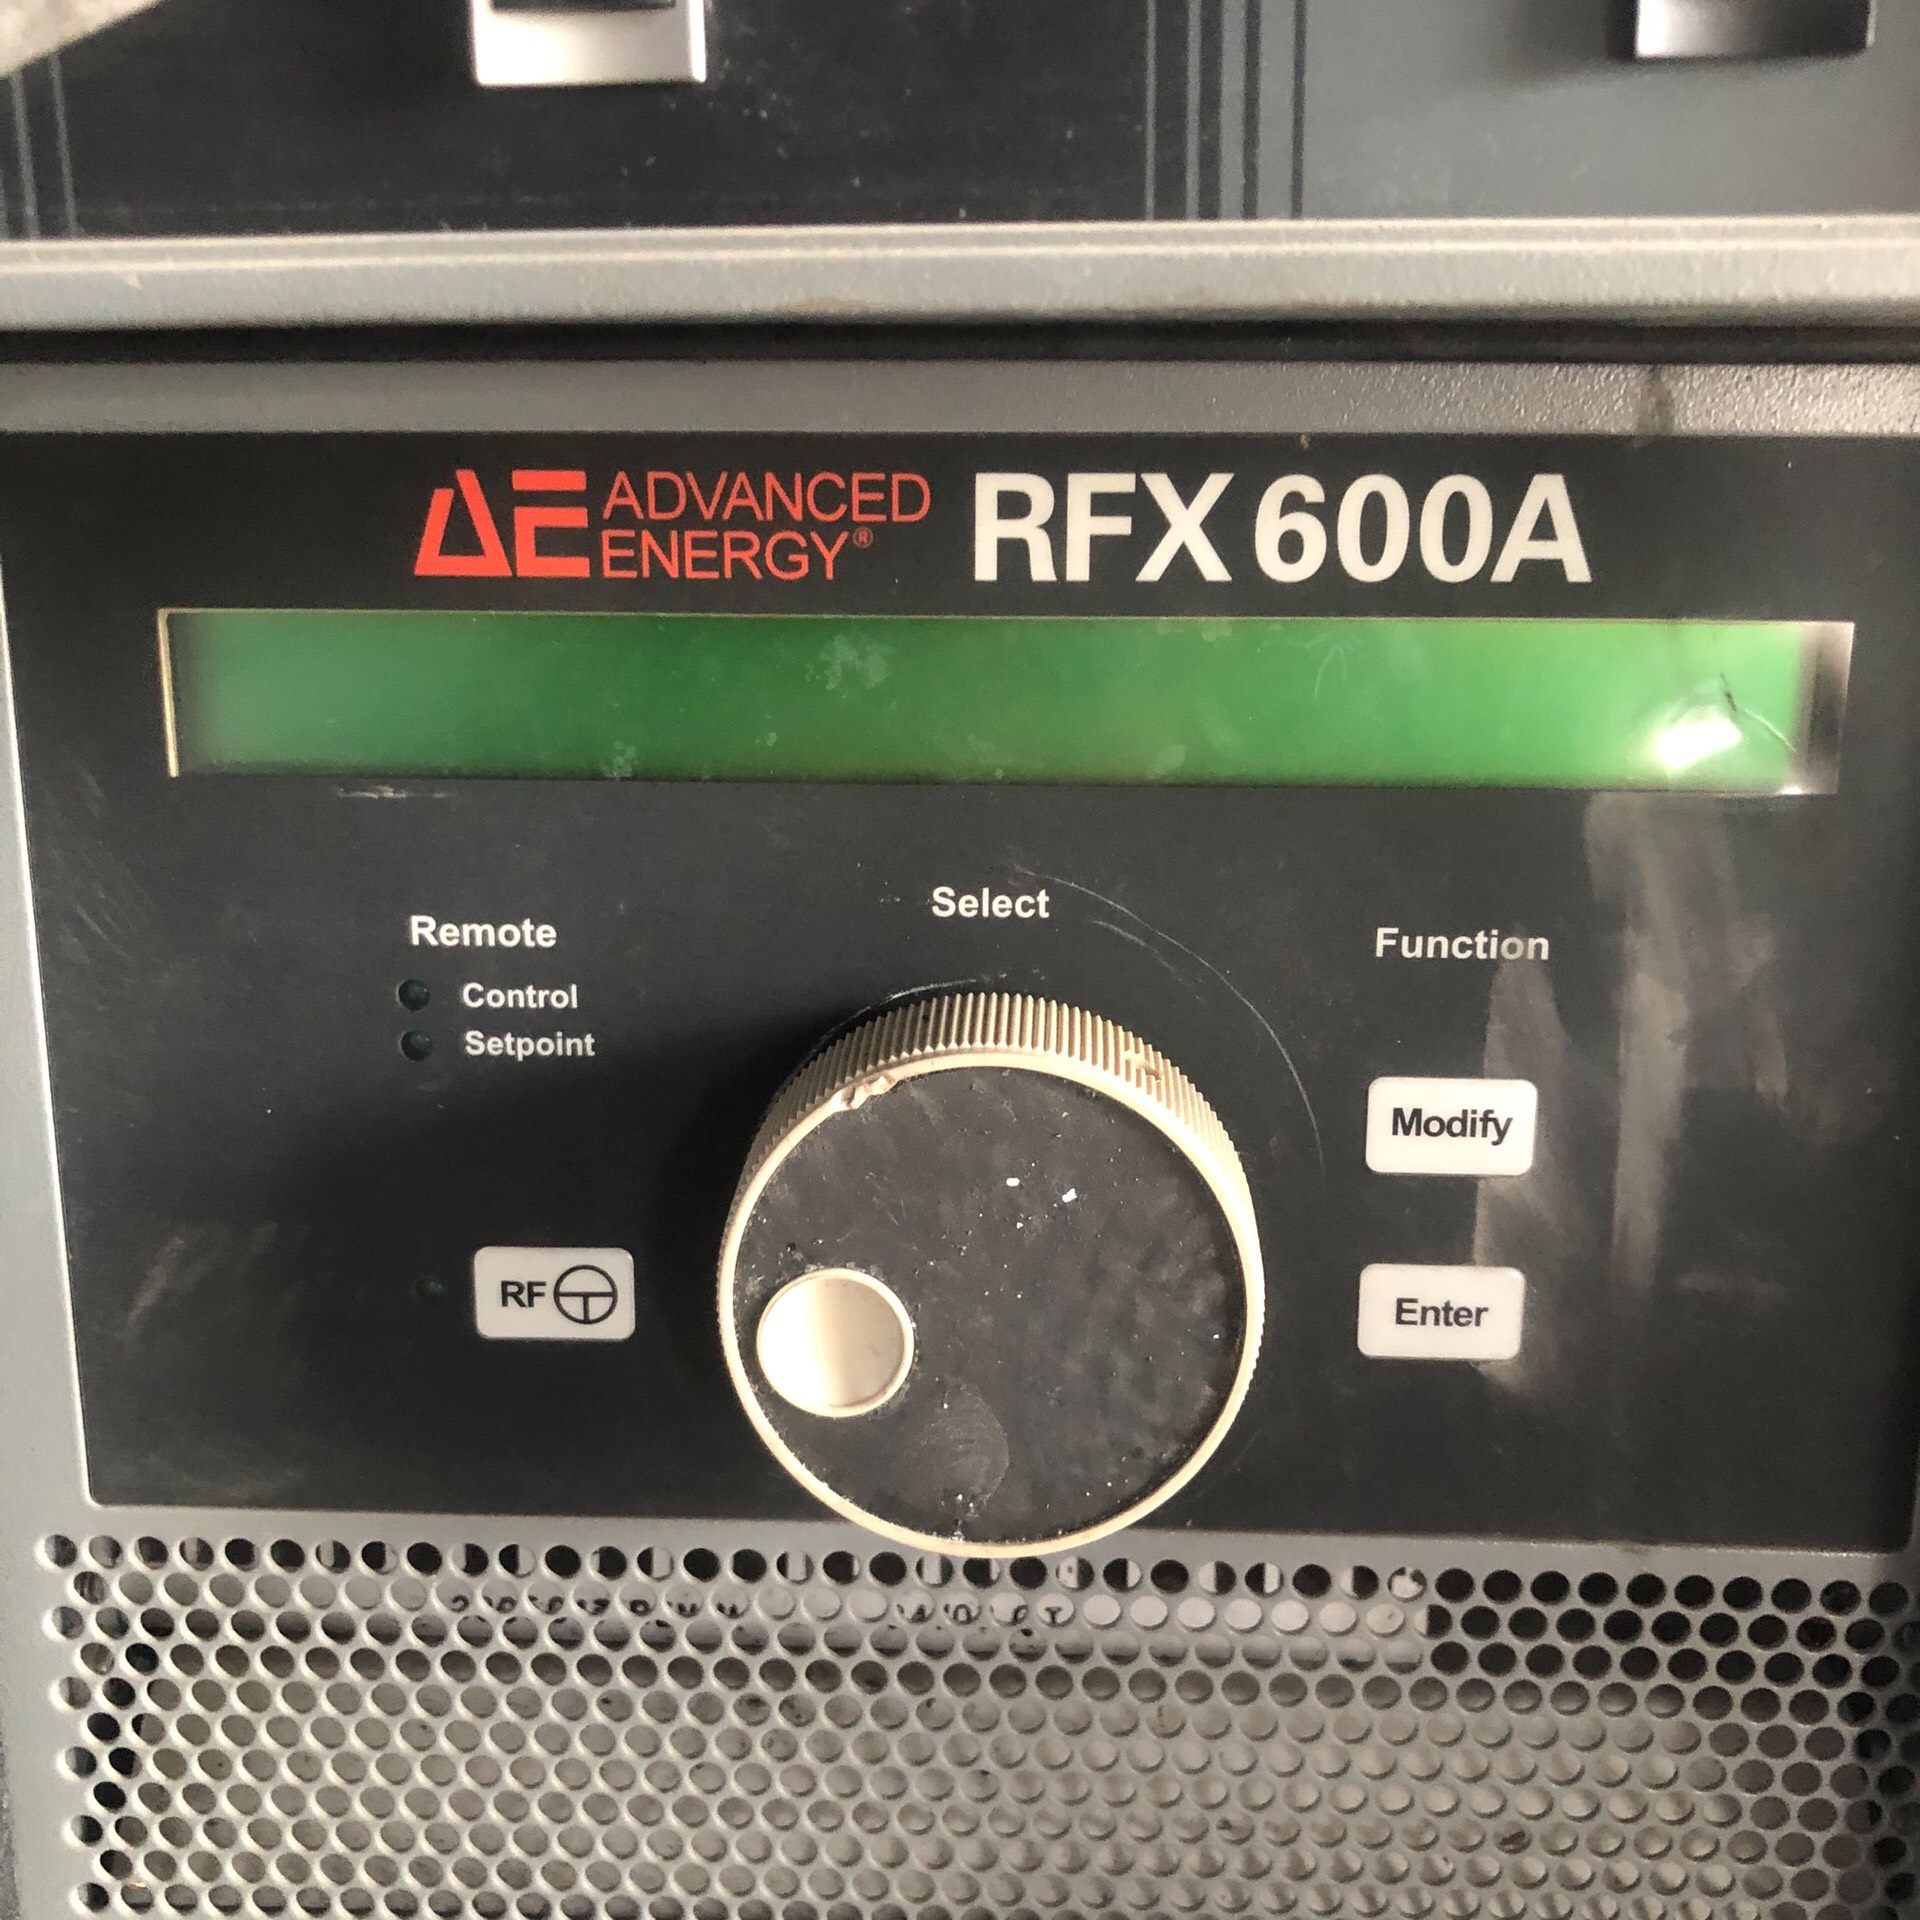 ADVANCED
ENERGY®
RFX 600A
Select
Remote
Function
Control
Setpoint
Modify
RF
Enter